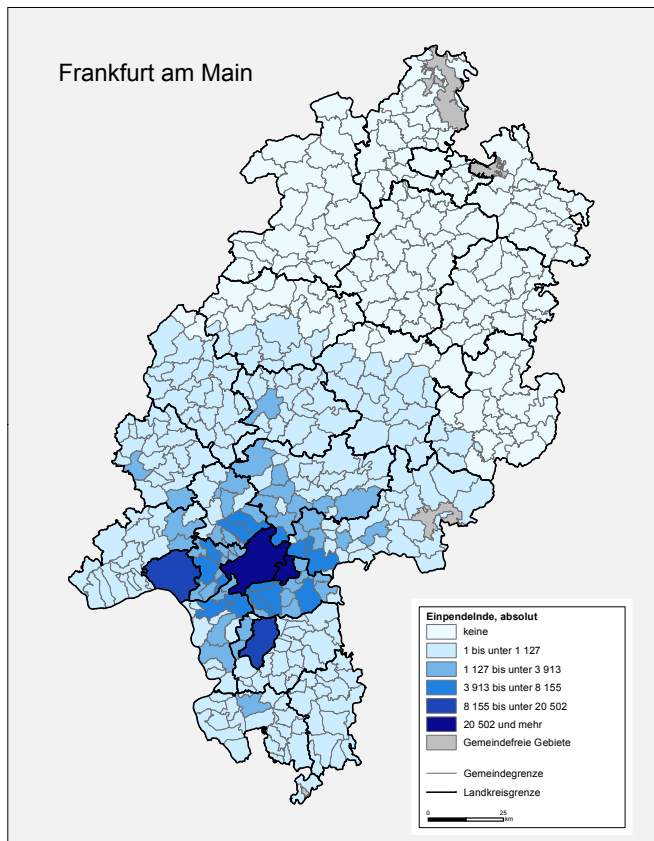 Frankfurt am Main
Einpendelnde, absolut
keine
1 bis unter 1 127
1 127 bis unter 3 913
3 913 bis unter 8 155
8 155 bis unter 20 502
20 502 und mehr
Gemeindefreie Gebiete
Gemeindegrenze
Landkreisgrenze
0 25
km